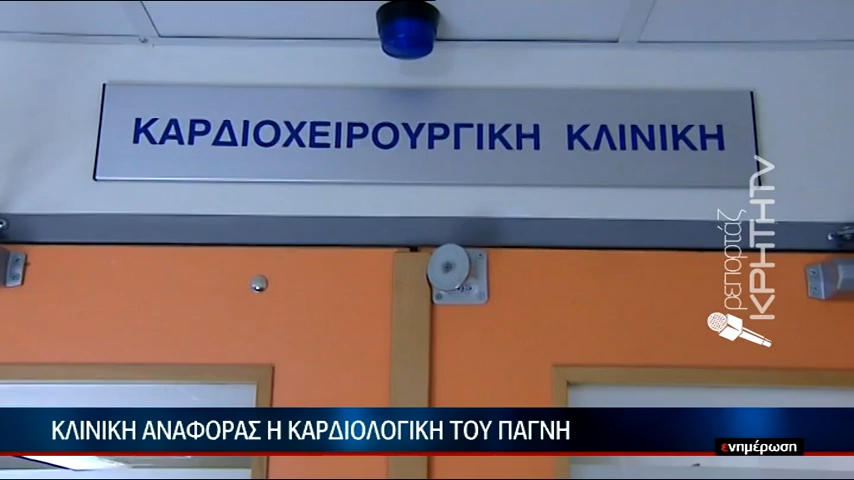 ΚΑΡΔΙΟΧΕΙΡΟΥΡΓΙΚΗ ΚΛΙΝΙΚΗ
ρεπορτάζ
ΚΡΗΤΗTV
ΚΛΙΝΙΚΗ ΑΝΑΦΟΡΑΣ Η ΚΑΡΔΙΟΛΟΓΙΚΗ ΤΟΥ ΠΑΓΝΗ
ενημέρωση